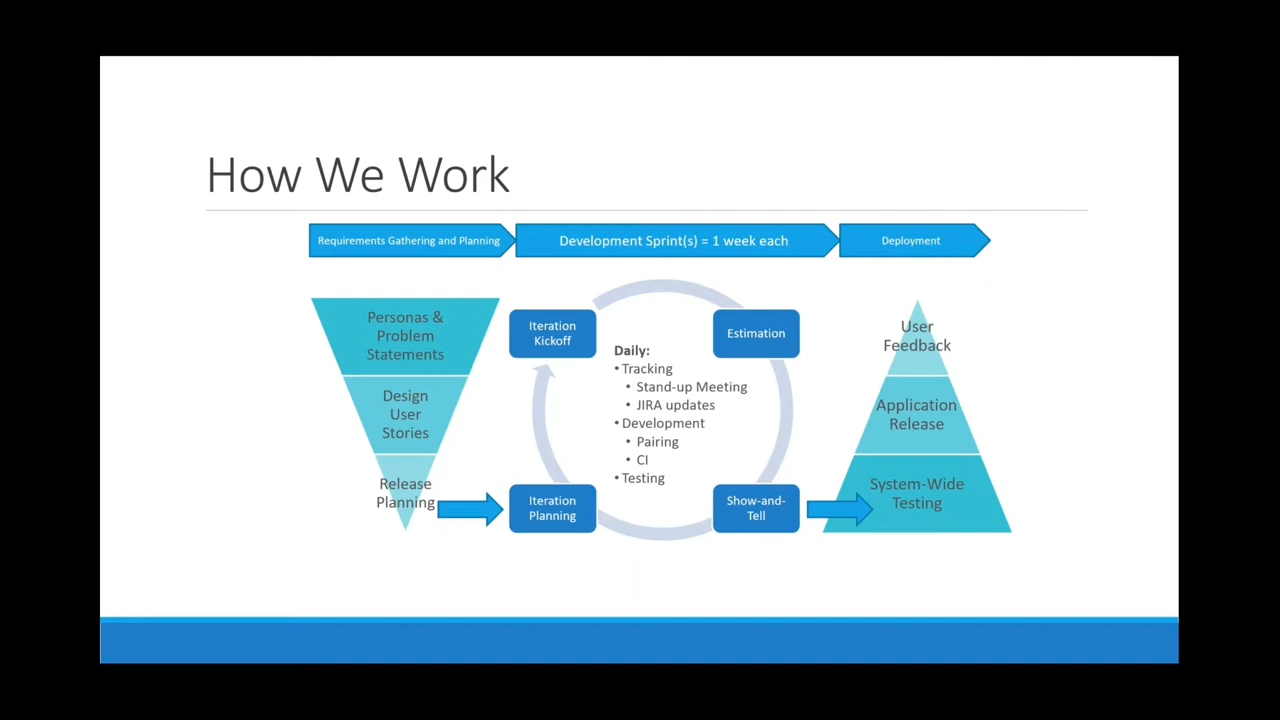 How We Work
Requirements Gathering and Planning
Development Sprint(s) = 1 week each
Deployment
Personas &
Problem
Statements
Design
User
Stories
Release
Planning
Iteration
Kickoff
Estimation
Daily:
• Tracking
• Stand-up Meeting
• JIRA updates
• Development
• Pairing
• CI
• Testing
Iteration
Planning
Show-and-
Tell
User
Feedback
Application
Release
System-Wide
Testing